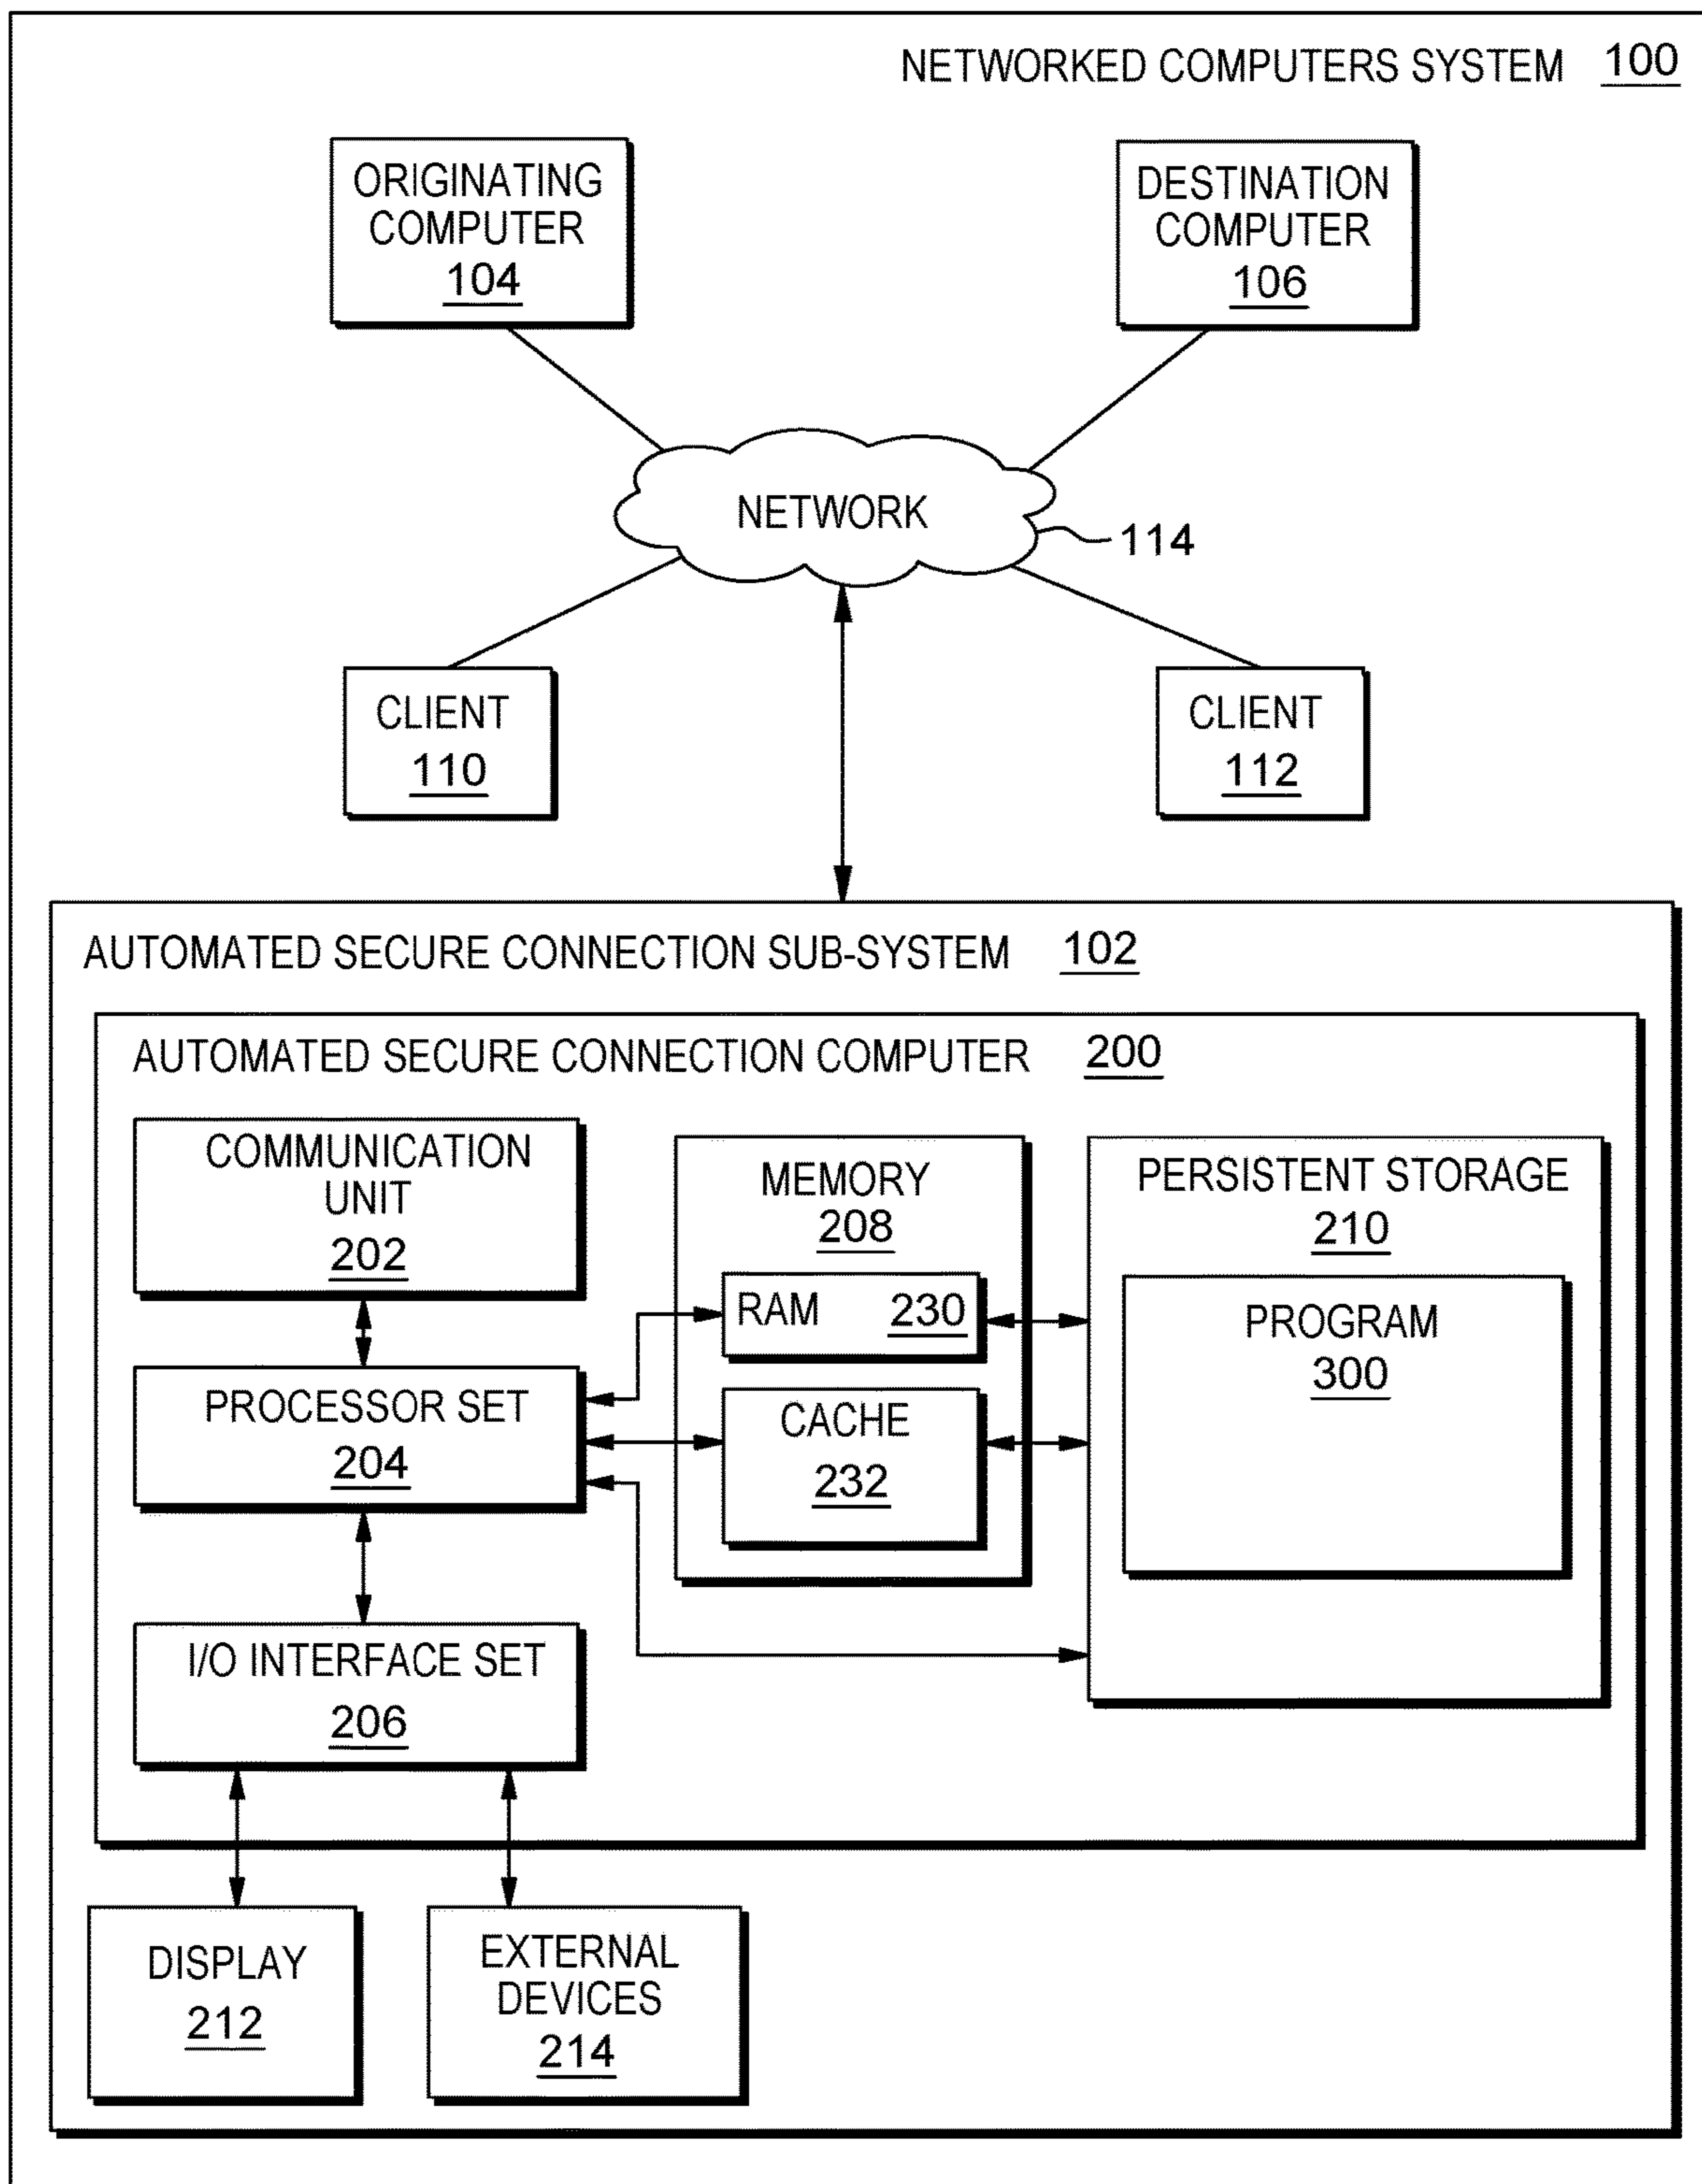 NETWORKED COMPUTERS SYSTEM 100
ORIGINATING
COMPUTER
104
DESTINATION
COMPUTER
106
NETWORK
114
CLIENT
110
CLIENT
112
AUTOMATED SECURE CONNECTION SUB-SYSTEM 102
AUTOMATED SECURE CONNECTION COMPUTER 200
COMMUNICATION
UNIT
202
PROCESSOR SET
204
I/O INTERFACE SET
206
MEMORY
208
RAM 230
CACHE
232
PERSISTENT STORAGE
210
PROGRAM
300
DISPLAY
212
EXTERNAL
DEVICES
214